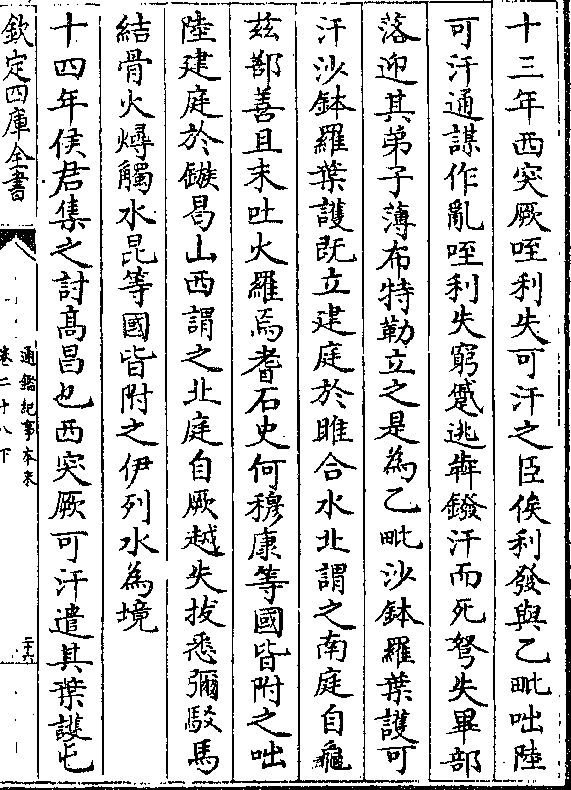 十三年西突厥咥利失可汗之臣俟利發與乙毗咄陸
可汗通謀作亂咥利失窮蹙逃犇鏺汗而死弩失畢部
落迎其弟子薄布特勒立之是為乙毗沙鉢羅葉護可
汗沙鉢羅葉護既立建庭於雎合水北謂之南庭自龜
兹鄯善且末吐火羅焉耆石史何穆康等國皆附之咄
陸建庭於鏃曷山西謂之北庭自厥越失拔悉彌駮馬
結骨火燖觸水昆等國皆附之伊列水為境
十四年侯君集之討髙昌也西突厥可汗遣其葉護屯
欽定四庫全書
通鑑紀事本末
卷二十八下
二十六